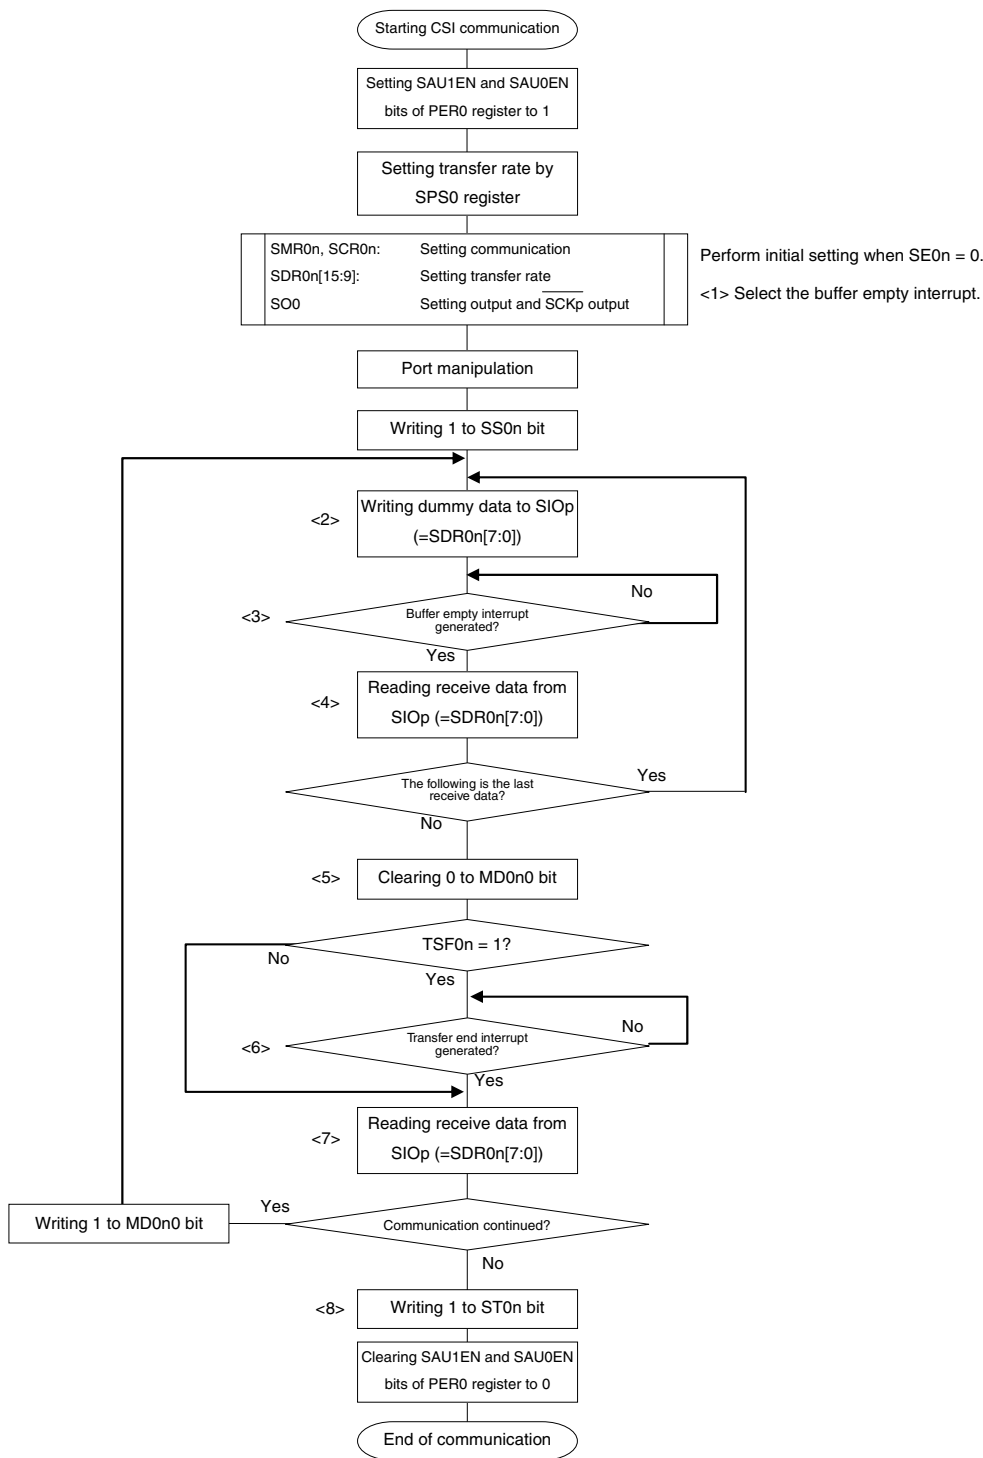 Starting CSI communication
Setting SAU1EN and SAU0EN
bits of PER0 register to 1
Setting transfer rate by
SPS0 register
SMR0n, SCR0n: Setting communication
SDR0n[15:9]: Setting transfer rate
SO0 Setting output and SCKp output
Perform initial setting when SE0n = 0.
<1> Select the buffer empty interrupt.
Port manipulation
Writing 1 to SS0n bit
<2>
Writing dummy data to SIOp
(=SDR0n[7:0])
No
<3>
Buffer empty interrupt
generated?
Yes
<4>
Reading receive data from
SIOp (=SDR0n[7:0])
The following is the last
receive data?
Yes
No
<5>
Clearing 0 to MD0n0 bit
TSF0n = 1?
No
Yes
<6>
Transfer end interrupt
generated?
No
Yes
<7>
Reading receive data from
SIOp (=SDR0n[7:0])
Yes
Writing 1 to MD0n0 bit
Communication continued?
No
<8>
Writing 1 to ST0n bit
Clearing SAU1EN and SAU0EN
bits of PER0 register to 0
End of communication